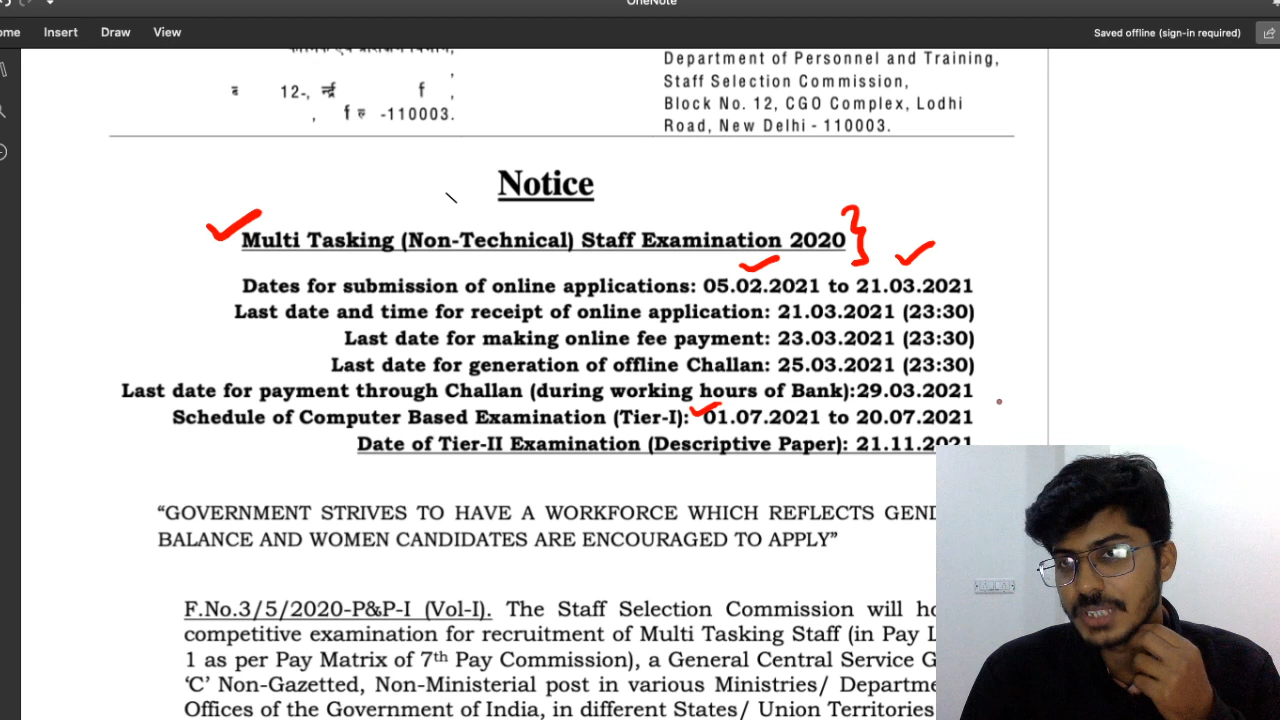 OneNote
ome Insert Draw View Saved offline (sign-in required)
Department of Personnel and Training,
Staff Selection Commission,
Block No. 12, CGO Complex, Lodhi
Road, New Delhi - 110003.
12-,
-110003.
Notice
Multi Tasking (Non-Technical) Staff Examination 2020
Dates for submission of online applications: 05.02.2021 to 21.03.2021
Last date and time for receipt of online application: 21.03.2021 (23:30)
Last date for making online fee payment: 23.03.2021 (23:30)
Last date for generation of offline Challan: 25.03.2021 (23:30)
Last date for payment through Challan (during working hours of Bank):29.03.2021
Schedule of Computer Based Examination (Tier-I): 01.07.2021 to 20.07.2021
Date of Tier-II Examination (Descriptive Paper): 21.11.2021
“GOVERNMENT STRIVES TO HAVE A WORKFORCE WHICH REFLECTS GEND
BALANCE AND WOMEN CANDIDATES ARE ENCOURAGED TO APPLY”
F.No.3/5/2020-P&P-I (Vol-I). The Staff Selection Commission will ho
competitive examination for recruitment of Multi Tasking Staff (in Pay L
1 as per Pay Matrix of 7th Pay Commission), a General Central Service G
‘C’ Non-Gazetted, Non-Ministerial post in various Ministries/ Departme
Offices of the Government of India, in different States/ Union Territories